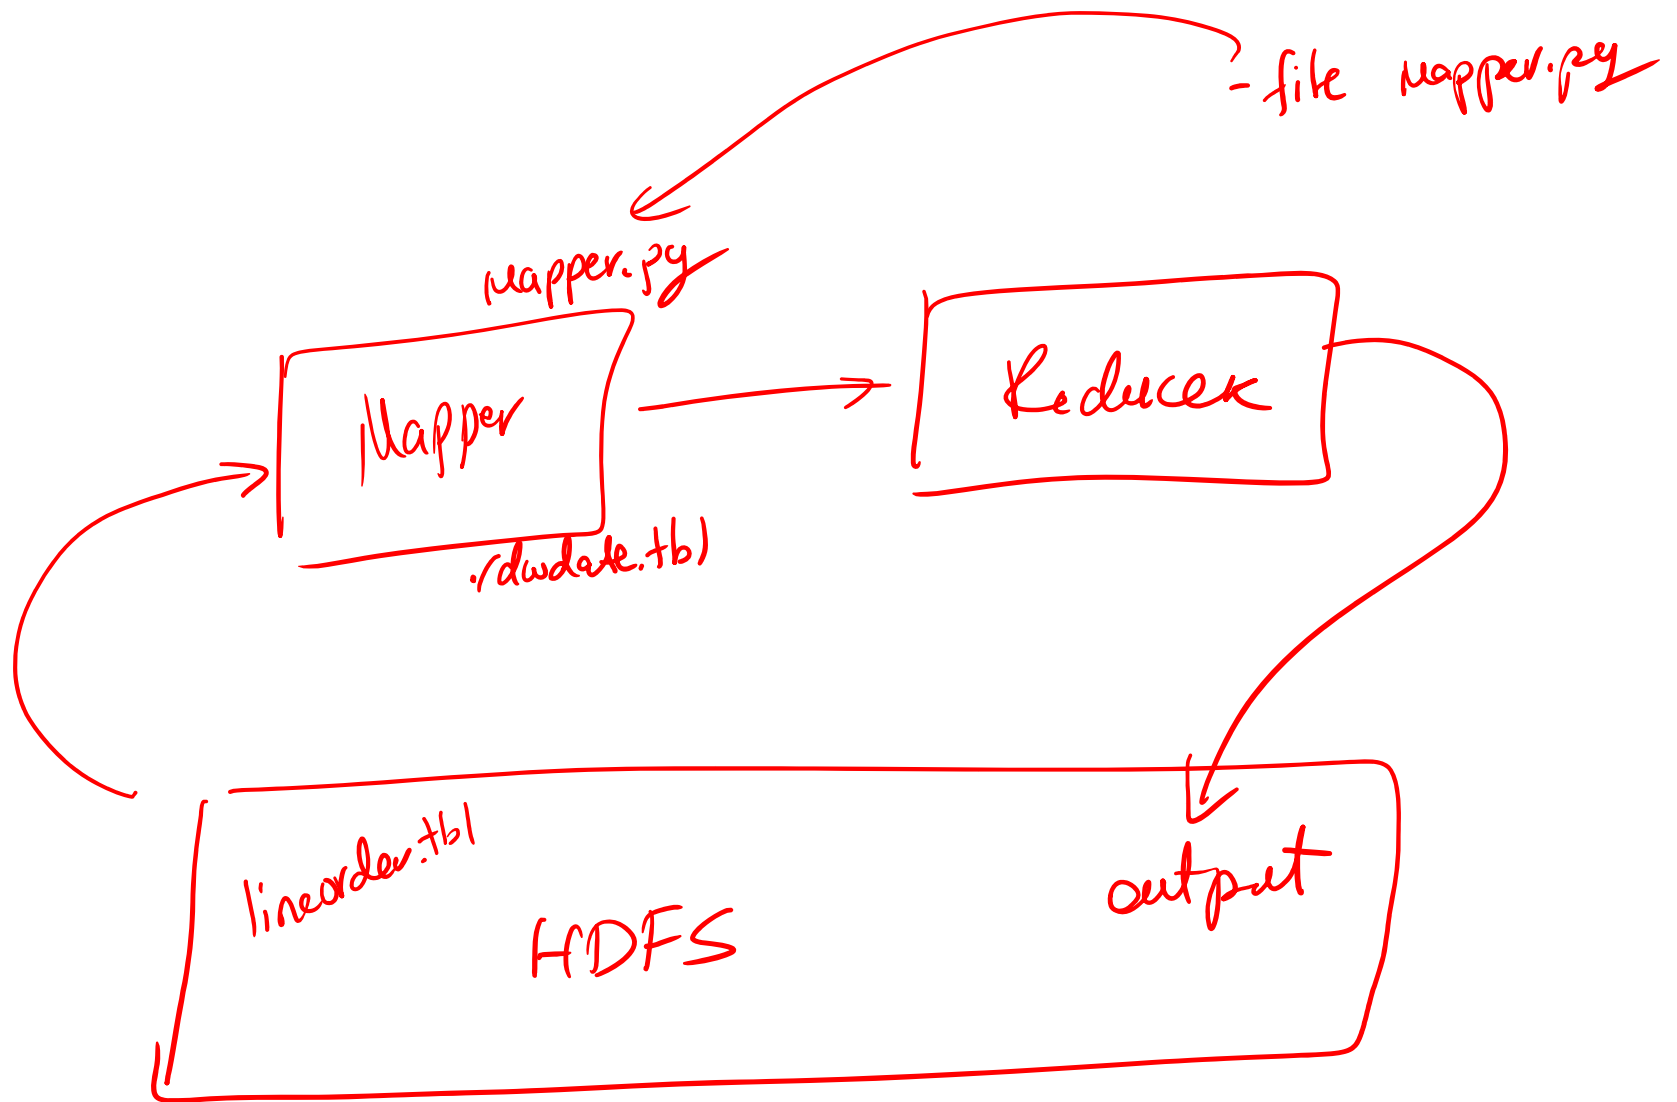 -file mapper.py
mapper.py
Mapper
Reducer
./dwdate.tbl
lineorder.tbl
output
HDFS